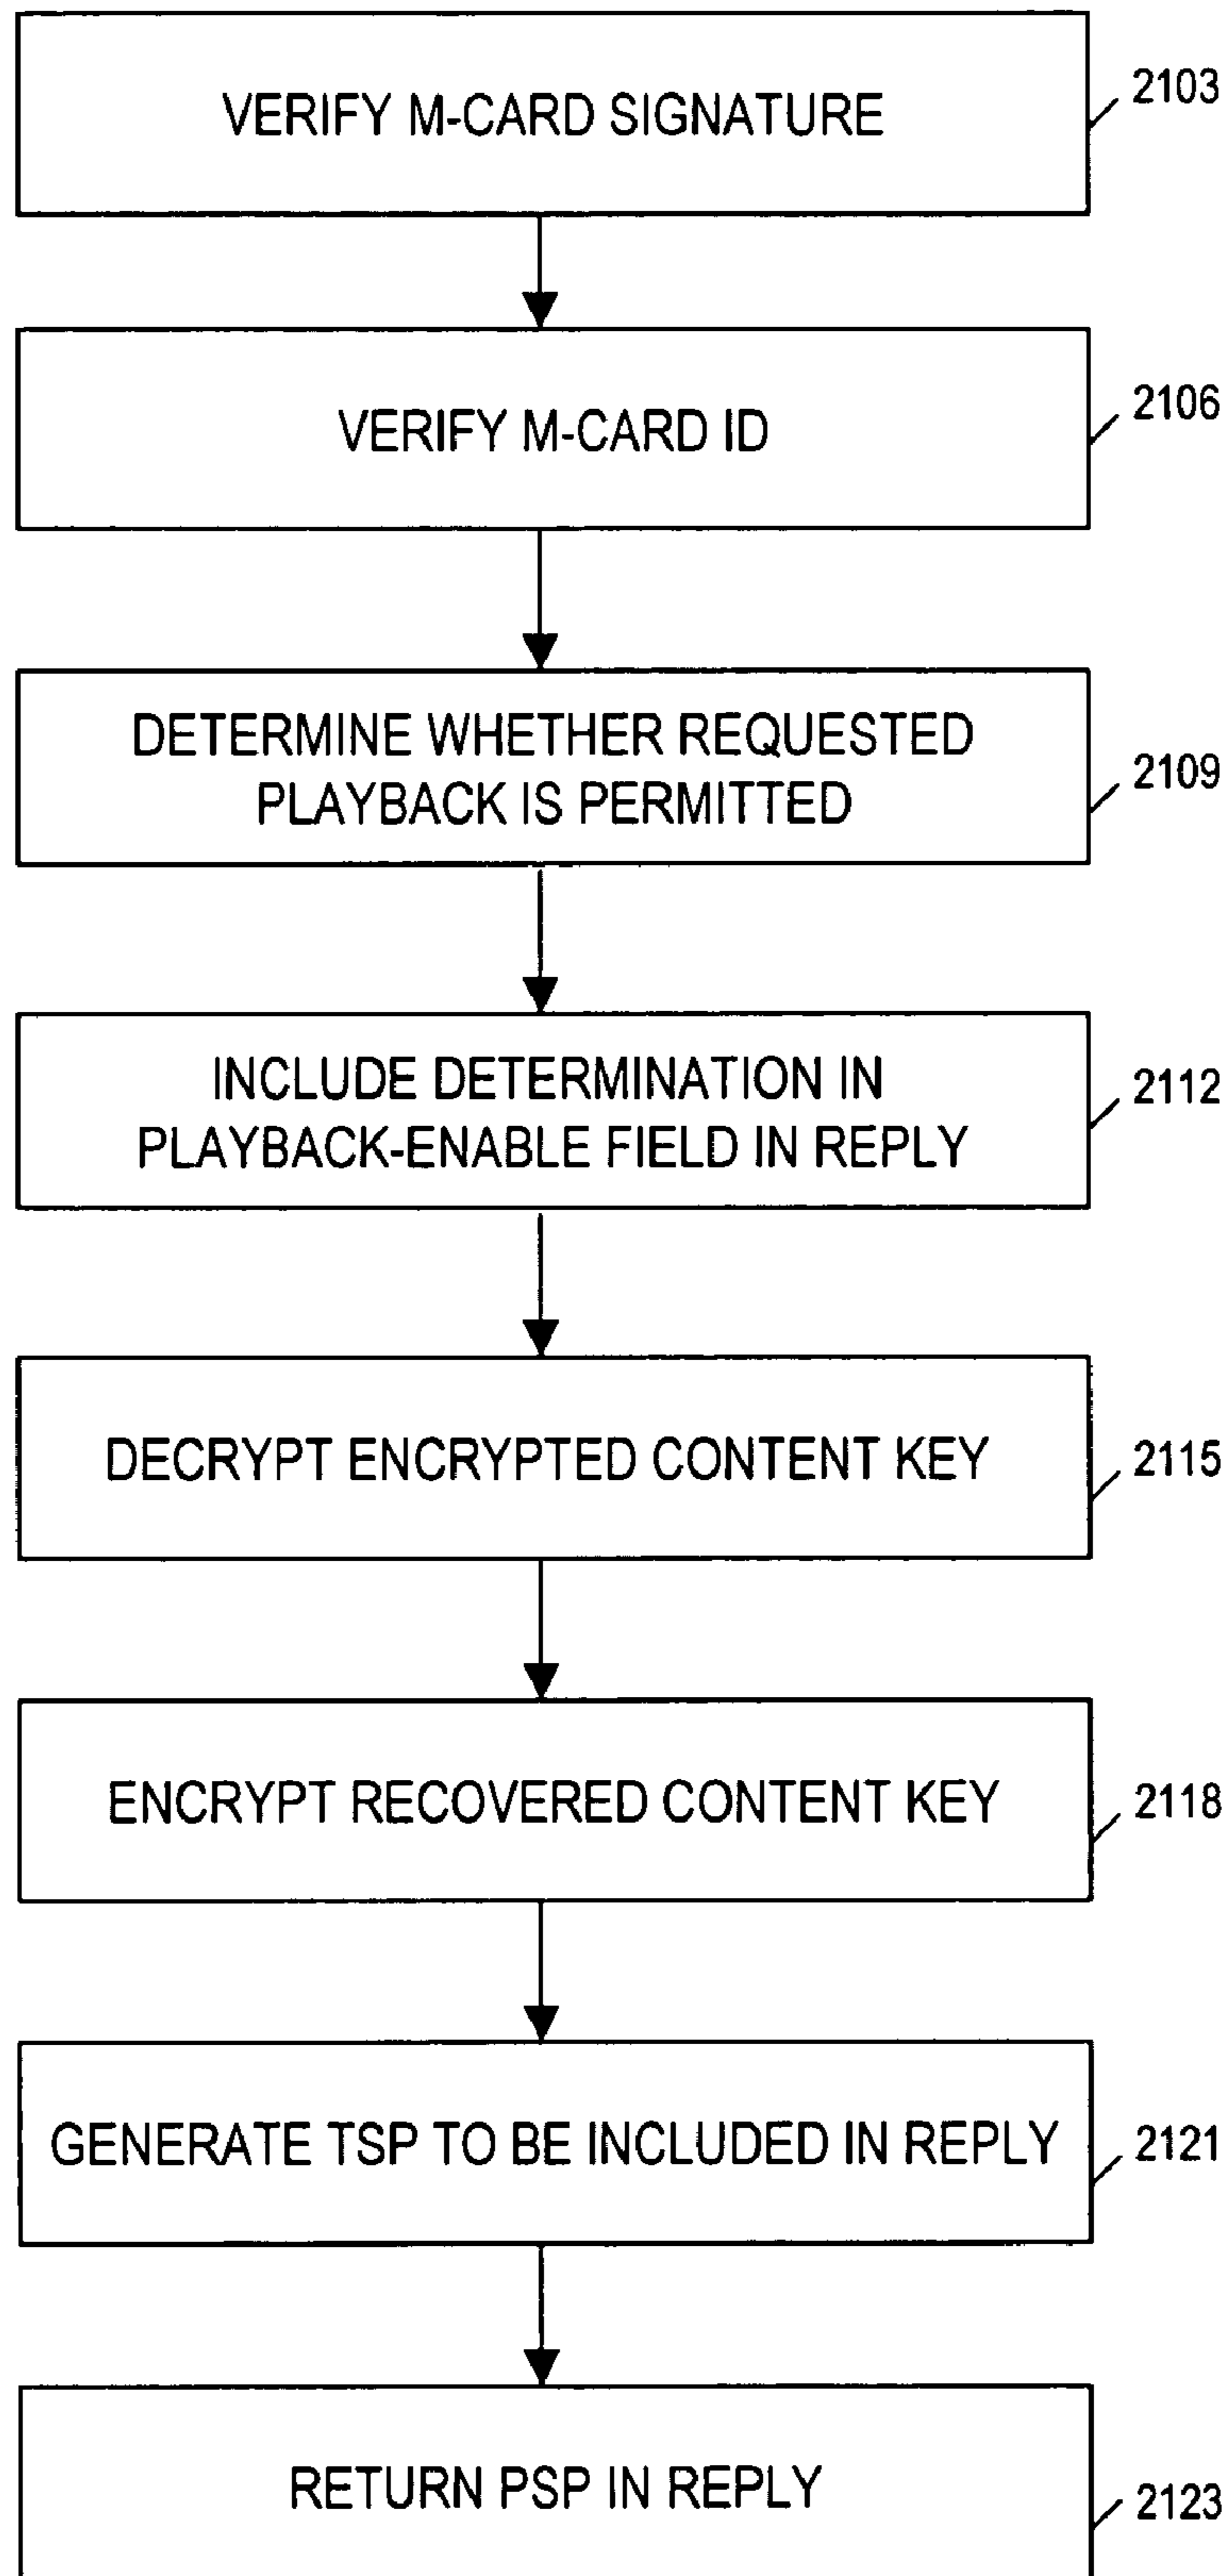 VERIFY M-CARD SIGNATURE
2103
VERIFY M-CARD ID
2106
DETERMINE WHETHER REQUESTED
PLAYBACK IS PERMITTED
2109
INCLUDE DETERMINATION IN
PLAYBACK-ENABLE FIELD IN REPLY
2112
DECRYPT ENCRYPTED CONTENT KEY
2115
ENCRYPT RECOVERED CONTENT KEY
2118
GENERATE TSP TO BE INCLUDED IN REPLY
2121
RETURN PSP IN REPLY
2123